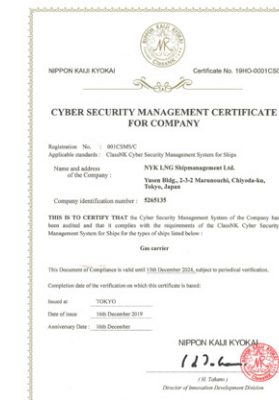 NIPPON KAIJI KYOKAI
Certificate No. 19HO-0001CSC
CYBER SECURITY MANAGEMENT CERTIFICATE
FOR COMPANY
Registration No. : 001CSMS/C
Applicable standards : ClassNK Cyber Security Management System for Ships
Name and address of the Company : NYK LNG Shipmanagement Ltd.
Yusen Bldg., 2-3-2 Marunouchi, Chiyoda-ku,
Tokyo, Japan
Company identification number : 5265135
THIS IS TO CERTIFY THAT the Cyber Security Management System of the Company has
been audited and that it complies with the requirements of the ClassNK Cyber Security
Management System for Ships for the types of ships listed below :
Gas carrier
This Document of Compliance is valid until 15th December 2024, subject to periodical verification.
Completion date of the verification on which this certificate is based:
Issued at TOKYO
Date of issue 16th December 2019
Anniversary Date : 16th December
NIPPON KAIJI KYOKAI
( H. Takano )
Director of Innovation Development Division